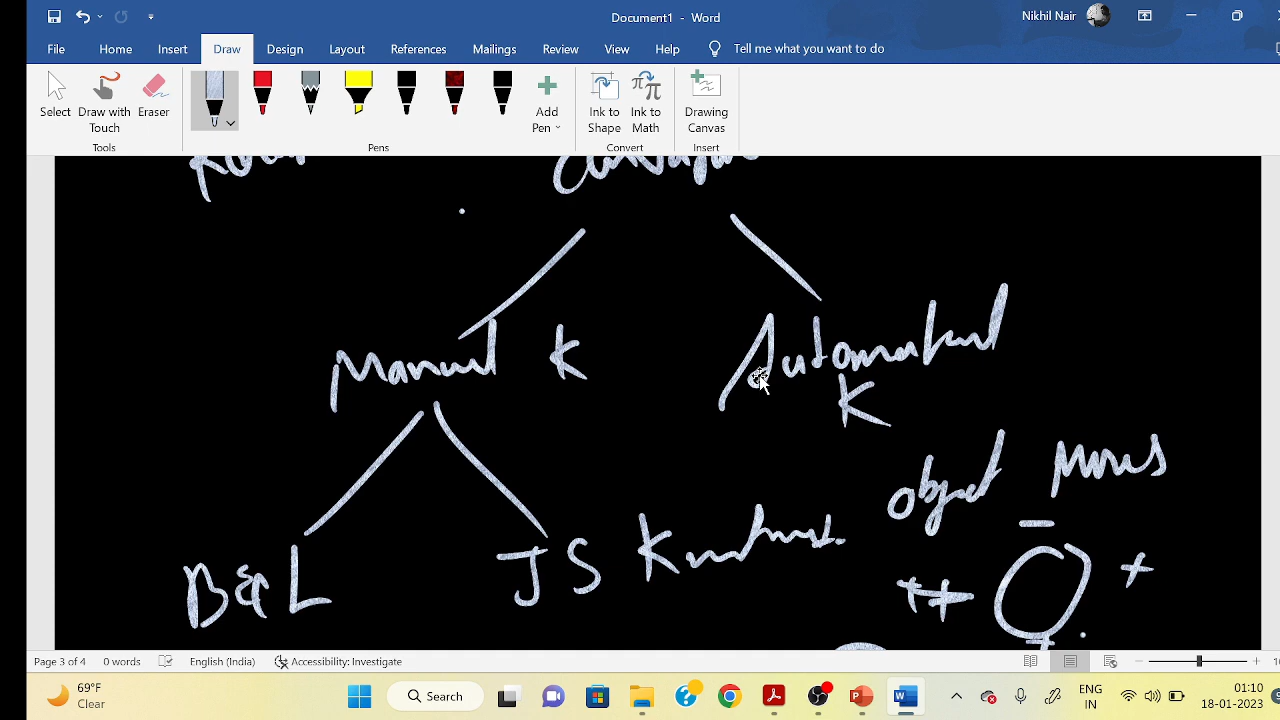 Document1 - Word
Nikhil Nair
File Home Insert Draw Design Layout References Mailings Review View Help Tell me what you want to do
Select Draw with Touch Eraser Add Pen Ink to Shape Ink to Math Drawing Canvas
Tools Pens Convert Insert
Manual K Automated
K
object moves
B&L JS K
-
++ +
Page 3 of 4 0 words English (India) Accessibility: Investigate
69°F
Clear
Search
ENG
IN
01:10
18-01-2023